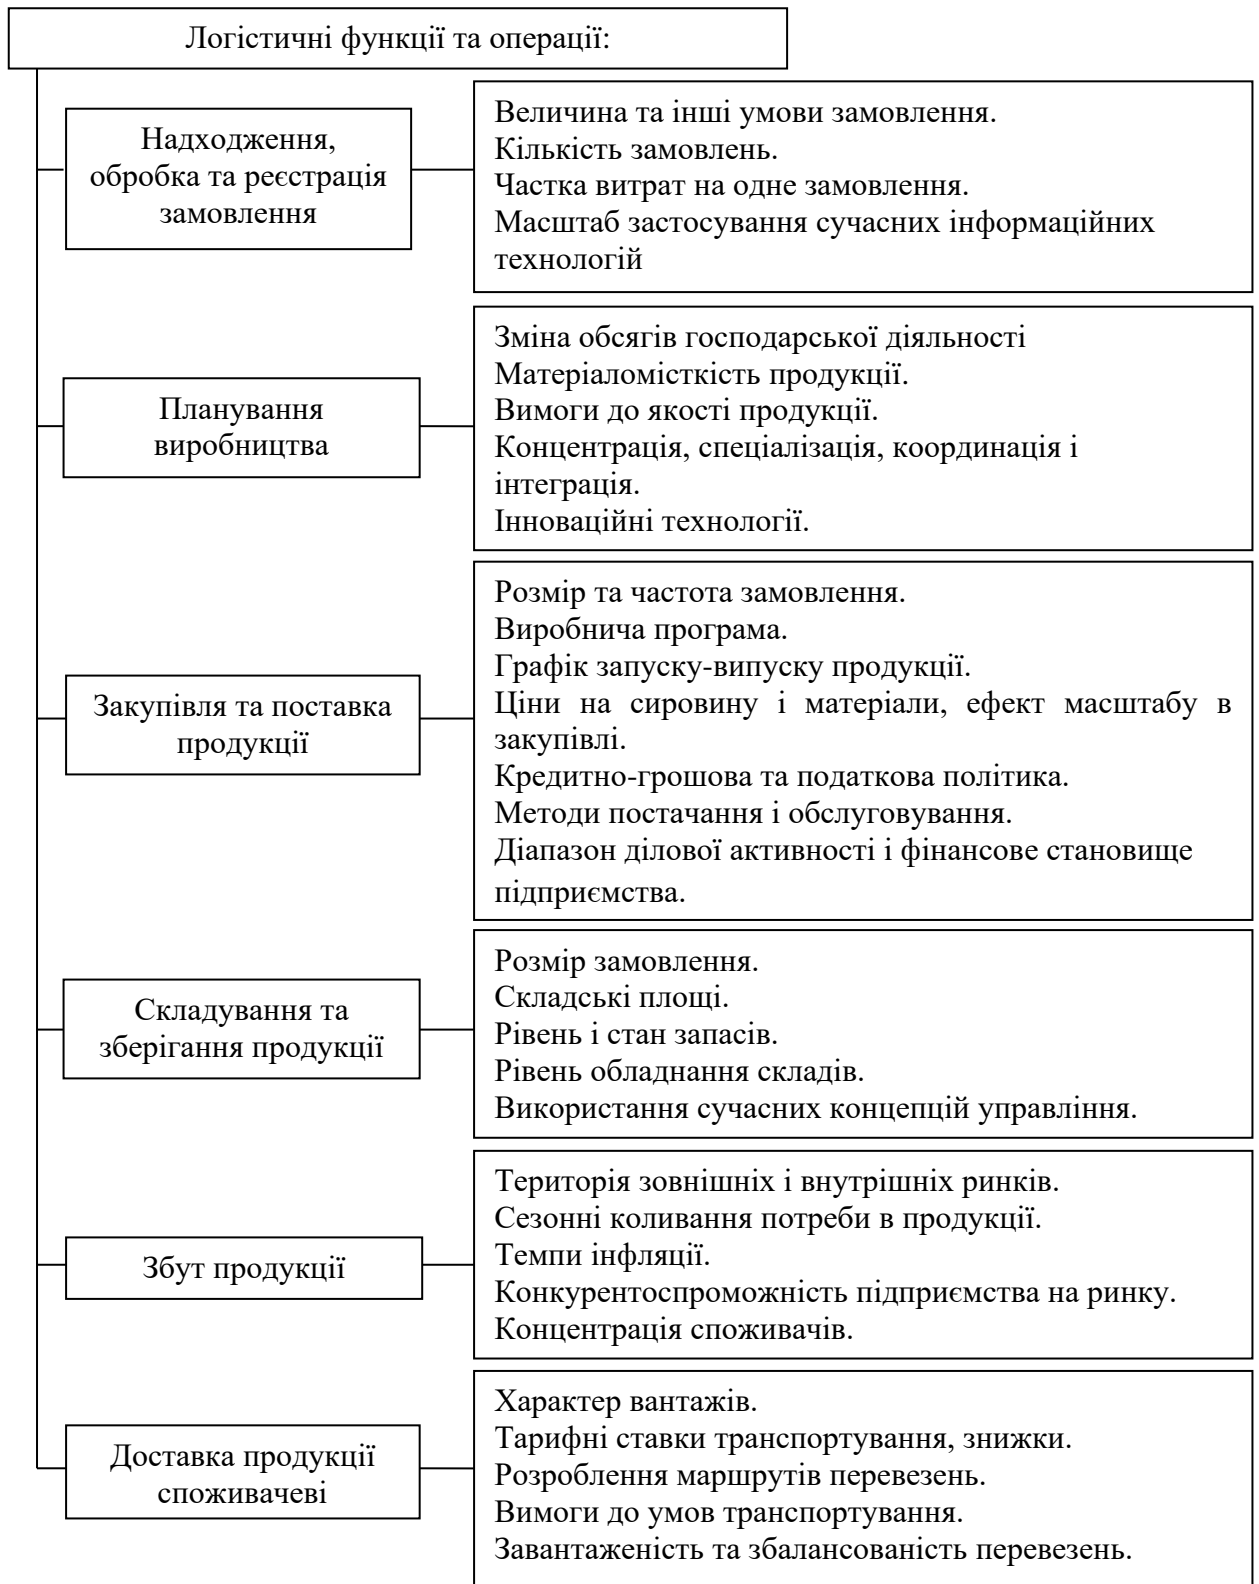 Логістичні функції та операції:
Надходження,
обробка та реєстрація
замовлення
Величина та інші умови замовлення.
Кількість замовлень.
Частка витрат на одне замовлення.
Масштаб застосування сучасних інформаційних
технологій
Планування
виробництва
Зміна обсягів господарської діяльності
Матеріаломісткість продукції.
Вимоги до якості продукції.
Концентрація, спеціалізація, координація і
інтеграція.
Інноваційні технології.
Закупівля та поставка
продукції
Розмір та частота замовлення.
Виробнича програма.
Графік запуску-випуску продукції.
Ціни на сировину і матеріали, ефект масштабу в
закупівлі.
Кредитно-грошова та податкова політика.
Методи постачання і обслуговування.
Діапазон ділової активності і фінансове становище
підприємства.
Складування та
зберігання продукції
Розмір замовлення.
Складські площі.
Рівень і стан запасів.
Рівень обладнання складів.
Використання сучасних концепцій управління.
Збут продукції
Територія зовнішніх і внутрішніх ринків.
Сезонні коливання потреби в продукції.
Темпи інфляції.
Конкурентоспроможність підприємства на ринку.
Концентрація споживачів.
Доставка продукції
споживачеві
Характер вантажів.
Тарифні ставки транспортування, знижки.
Розроблення маршрутів перевезень.
Вимоги до умов транспортування.
Завантаженість та збалансованість перевезень.